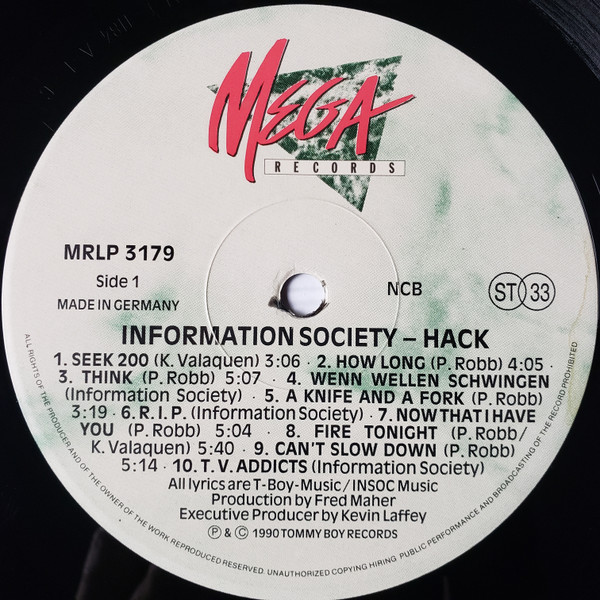 MEGA
RECORDS
MRLP 3179
Side 1
MADE IN GERMANY
NCB
ST 33
INFORMATION SOCIETY – HACK
1. SEEK 200 (K. Valaquen) 3:06 · 2. HOW LONG (P. Robb) 4:05 ·
3. THINK (P. Robb) 5:07 · 4. WENN WELLEN SCHWINGEN
(Information Society) · 5. A KNIFE AND A FORK (P. Robb)
3:19 · 6. R.I.P. (Information Society) · 7. NOW THAT I HAVE
YOU (P. Robb) 5:04 · 8. FIRE TONIGHT (P. Robb/
K. Valaquen) 5:40 · 9. CAN'T SLOW DOWN (P. Robb)
5:14 · 10. T.V. ADDICTS (Information Society)
All lyrics are T-Boy-Music / INSOC Music
Production by Fred Maher
Executive Producer by Kevin Laffey
Ⓟ & © 1990 TOMMY BOY RECORDS
ALL RIGHTS OF THE PRODUCER AND OF THE OWNER OF THE WORK REPRODUCED RESERVED. UNAUTHORIZED COPYING HIRING. PUBLIC PERFORMANCE AND BROADCASTING OF THE RECORD PROHIBITED